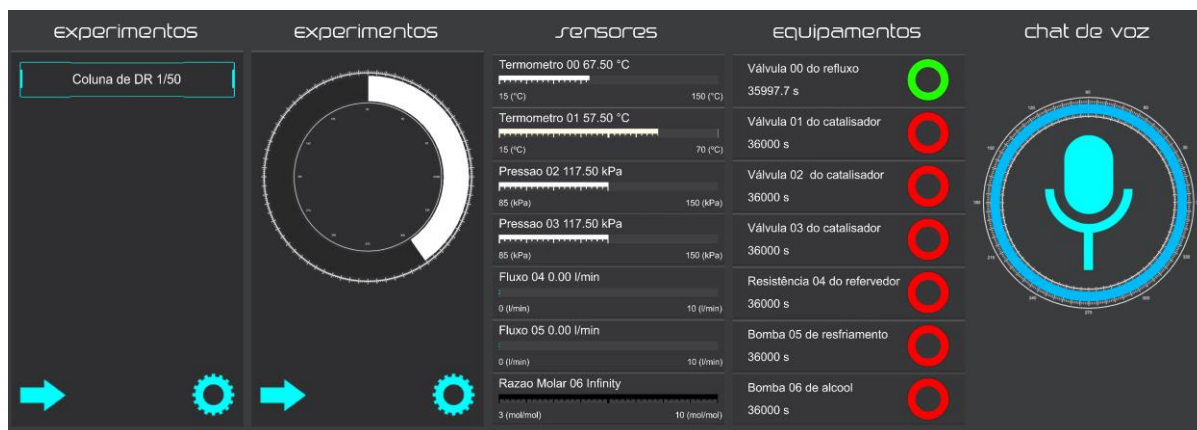 experimentos
Coluna de DR 1/50
experimentos
sensores
Termometro 00 67.50 °C
15 (°C) 150 (°C)
Termometro 01 57.50 °C
15 (ºC) 70 (ºC)
Pressao 02 117.50 kPa
85 (kPa) 150 (kPa)
Pressao 03 117.50 kPa
85 (kPa) 150 (kPa)
Fluxo 04 0.00 l/min
0 (l/min) 10 (l/min)
Fluxo 05 0.00 l/min
0 (l/min) 10 (l/min)
Razao Molar 06 Infinity
3 (mol/mol) 10 (mol/mol)
equipamentos
Válvula 00 do refluxo
35997.7 s
Válvula 01 do catalisador
36000 s
Válvula 02 do catalisador
36000 s
Válvula 03 do catalisador
36000 s
Resistência 04 do refervedor
36000 s
Bomba 05 de resfriamento
36000 s
Bomba 06 de alcool
36000 s
chat de voz